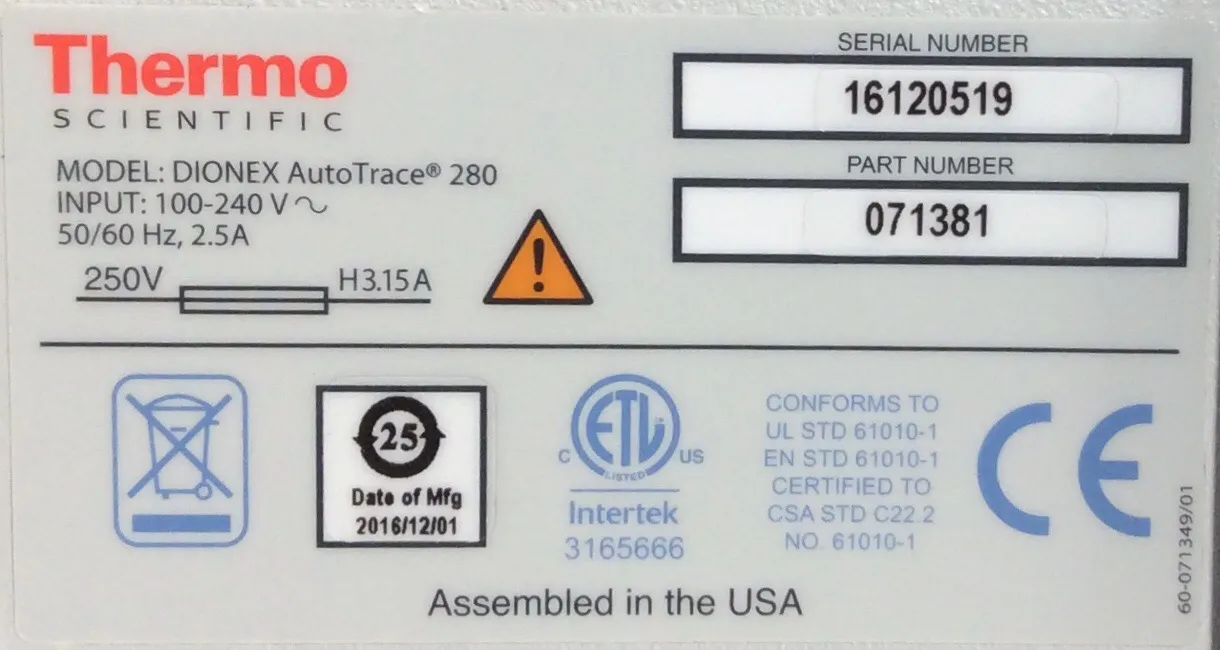 Thermo
SCIENTIFIC
MODEL: DIONEX AutoTrace® 280
INPUT: 100-240 V ~
50/60 Hz, 2.5A
250V H3.15A
SERIAL NUMBER
16120519
PART NUMBER
071381
25
Date of Mfg
2016/12/01
ETL
C US
LISTED
Intertek
3165666
CONFORMS TO
UL STD 61010-1
EN STD 61010-1
CERTIFIED TO
CSA STD C22.2
NO. 61010-1
CE
60-071349/01
Assembled in the USA